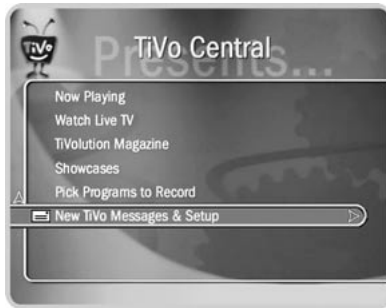 TiVo
Presents...
TiVo Central
Now Playing
Watch Live TV
TiVolution Magazine
Showcases
Pick Programs to Record
New TiVo Messages & Setup